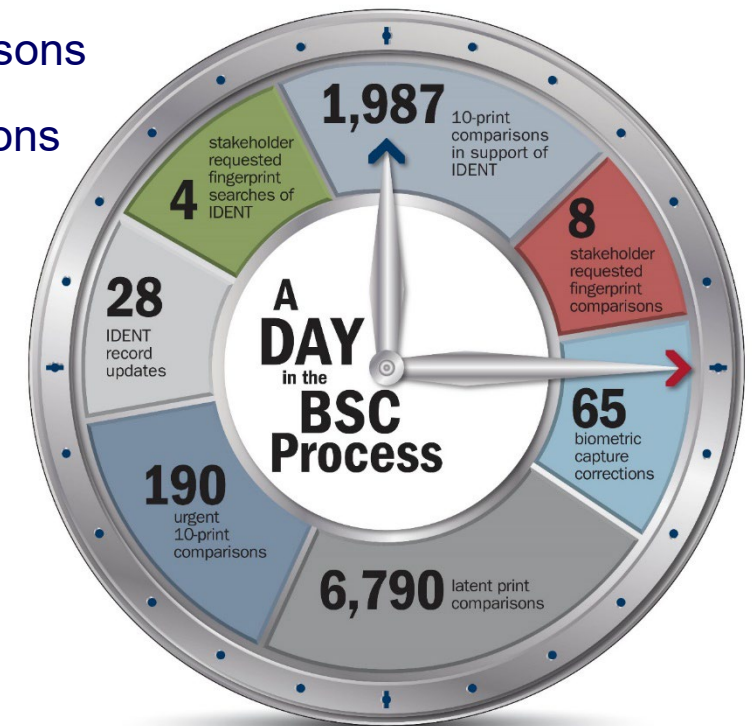 sons
ons
1,987
10-print
comparisons
in support of
IDENT
8
stakeholder
requested
fingerprint
comparisons
65
biometric
capture
corrections
6,790
latent print
comparisons
190
urgent
10-print
comparisons
28
IDENT
record
updates
4
stakeholder
requested
fingerprint
searches of
IDENT
A
DAY
in the
BSC
Process